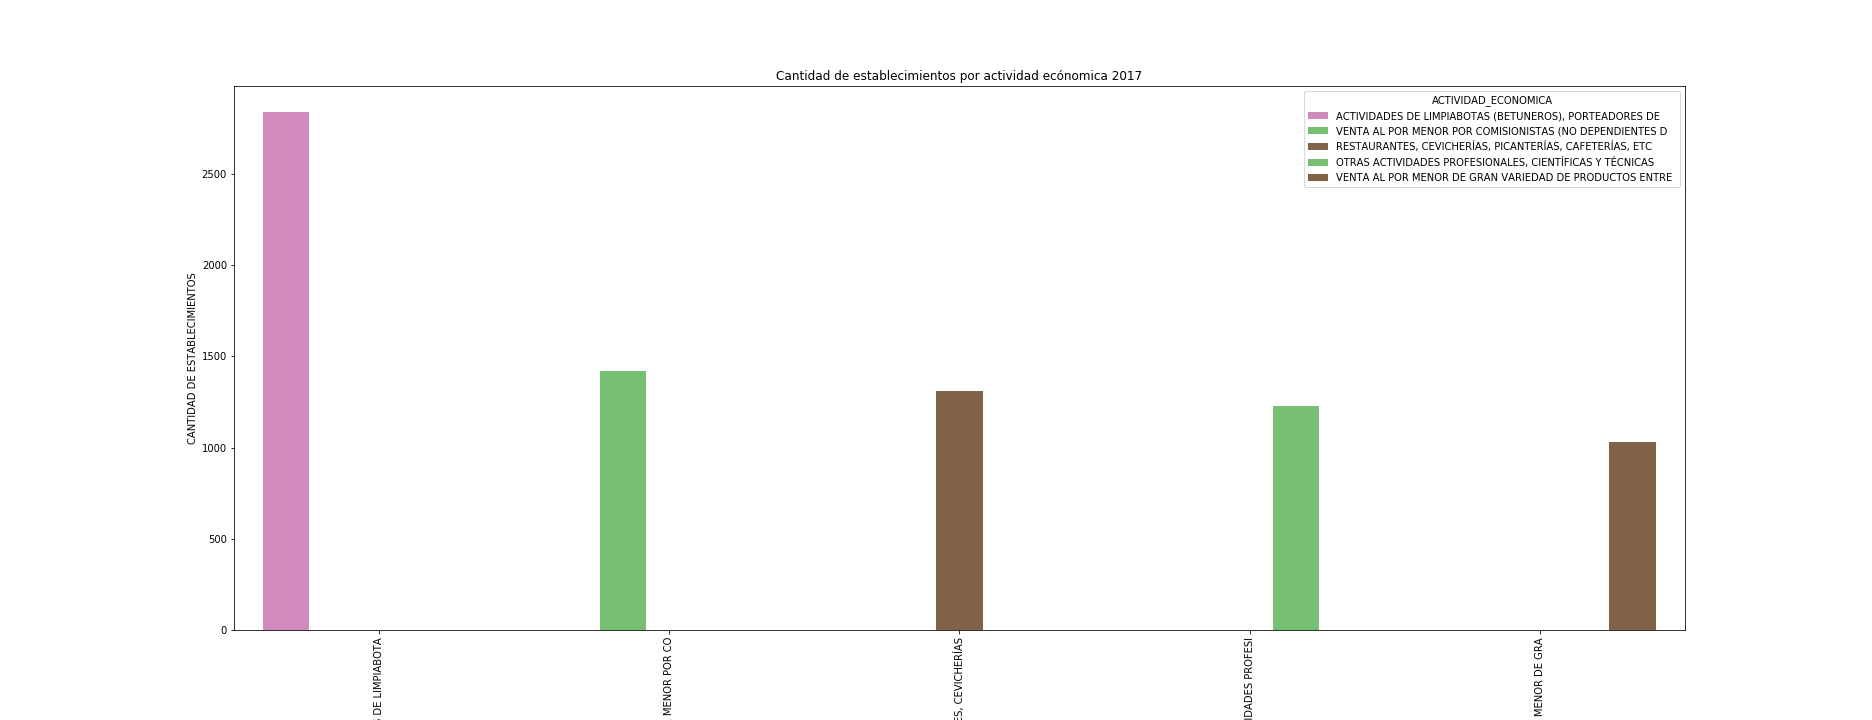 Cantidad de establecimientos por actividad ecónomica 2017
ACTIVIDAD_ECONOMICA
ACTIVIDADES DE LIMPIABOTAS (BETUNEROS), PORTEADORES DE
VENTA AL POR MENOR POR COMISIONISTAS (NO DEPENDIENTES D
RESTAURANTES, CEVICHERÍAS, PICANTERÍAS, CAFETERÍAS, ETC
OTRAS ACTIVIDADES PROFESIONALES, CIENTÍFICAS Y TÉCNICAS
VENTA AL POR MENOR DE GRAN VARIEDAD DE PRODUCTOS ENTRE
CANTIDAD DE ESTABLECIMIENTOS
2500
2000
1500
1000
500
0
S DE LIMPIABOTA
MENOR POR CO
ES, CEVICHERÍAS
IDADES PROFESI
MENOR DE GRA